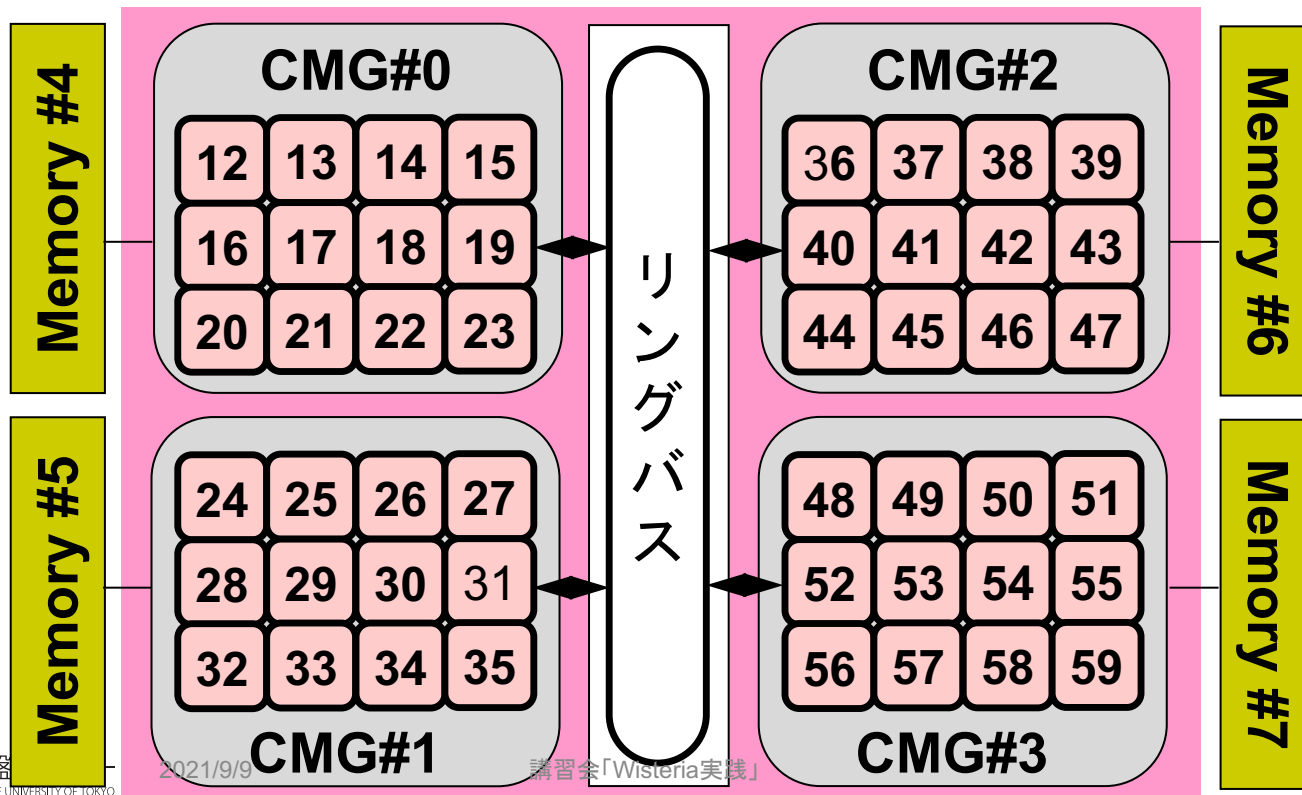 Memory #4
CMG#0
12 13 14 15
16 17 18 19
20 21 22 23
リングバス
CMG#2
36 37 38 39
40 41 42 43
44 45 46 47
Memory #6
Memory #5
24 25 26 27
28 29 30 31
32 33 34 35
CMG#1
48 49 50 51
52 53 54 55
56 57 58 59
CMG#3
Memory #7
2021/9/9
講習会「Wisteria実践」
UNIVERSITY OF TOKYO